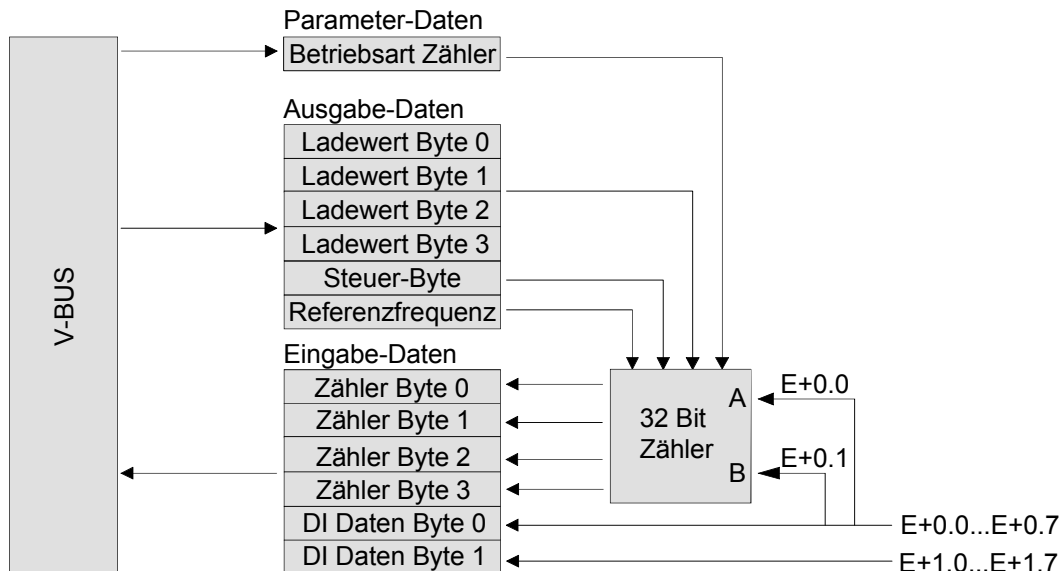 V-BUS
Parameter-Daten
Betriebsart Zähler
Ausgabe-Daten
Ladewert Byte 0
Ladewert Byte 1
Ladewert Byte 2
Ladewert Byte 3
Steuer-Byte
Referenzfrequenz
Eingabe-Daten
Zähler Byte 0
Zähler Byte 1
Zähler Byte 2
Zähler Byte 3
DI Daten Byte 0
DI Daten Byte 1
32 Bit
Zähler
A
B
E+0.0
E+0.1
E+0.0...E+0.7
E+1.0...E+1.7